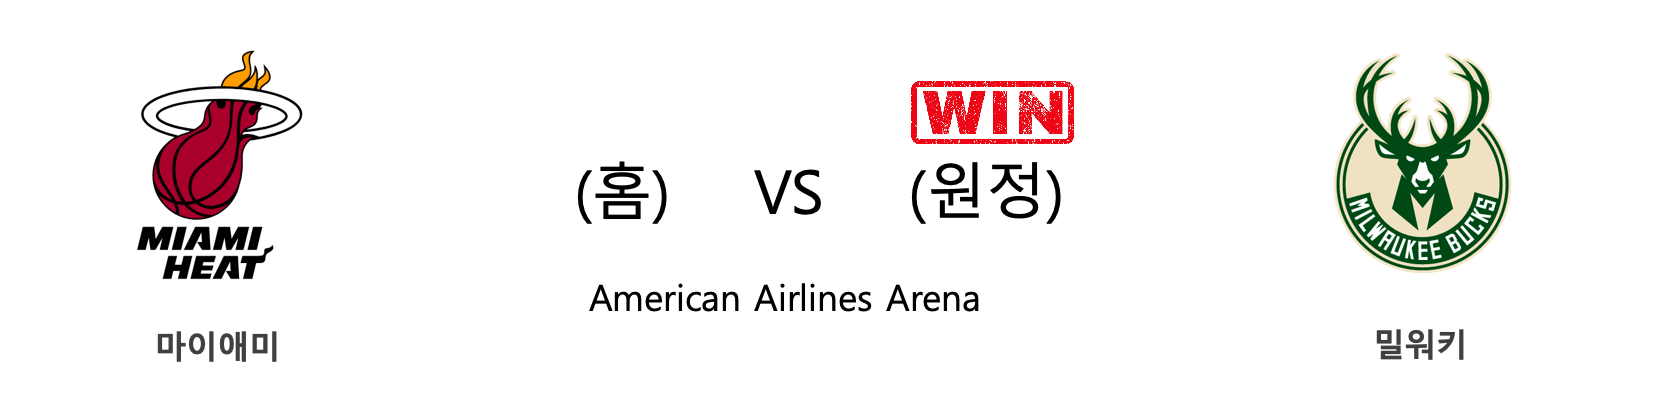 WIN
(홈) VS (원정)
MIAMI
HEAT
MILWAUKEE BUCKS
American Airlines Arena
마이애미
밀워키